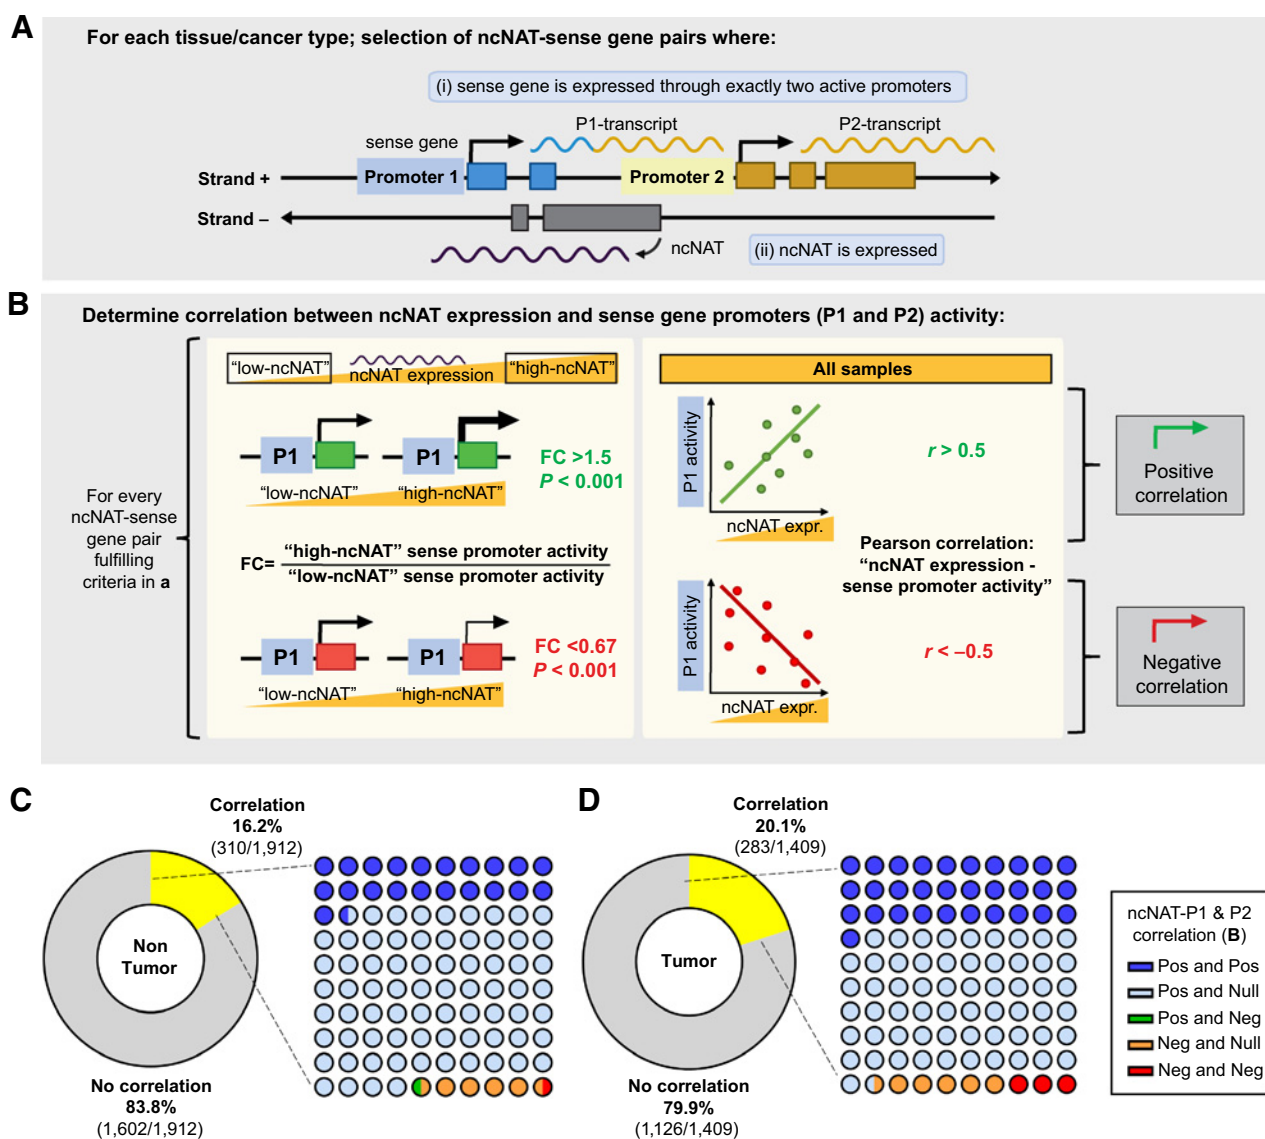 A
For each tissue/cancer type; selection of ncNAT-sense gene pairs where:
(i) sense gene is expressed through exactly two active promoters
sense gene
P1-transcript
P2-transcript
Strand +
Promoter 1
Promoter 2
Strand –
ncNAT
(ii) ncNAT is expressed
B
Determine correlation between ncNAT expression and sense gene promoters (P1 and P2) activity:
For every
ncNAT-sense
gene pair
fulfilling
criteria in a
“low-ncNAT”
ncNAT expression
“high-ncNAT”
P1
P1
FC >1.5
P < 0.001
“low-ncNAT”
“high-ncNAT”
FC=
“high-ncNAT” sense promoter activity
“low-ncNAT” sense promoter activity
P1
P1
FC <0.67
P < 0.001
“low-ncNAT”
“high-ncNAT”
All samples
P1 activity
ncNAT expr.
r > 0.5
Pearson correlation:
“ncNAT expression -
sense promoter activity”
P1 activity
ncNAT expr.
r < –0.5
Positive
correlation
Negative
correlation
C
Correlation
16.2%
(310/1,912)
Non
Tumor
No correlation
83.8%
(1,602/1,912)
D
Correlation
20.1%
(283/1,409)
Tumor
No correlation
79.9%
(1,126/1,409)
ncNAT-P1 & P2
correlation (B)
Pos and Pos
Pos and Null
Pos and Neg
Neg and Null
Neg and Neg